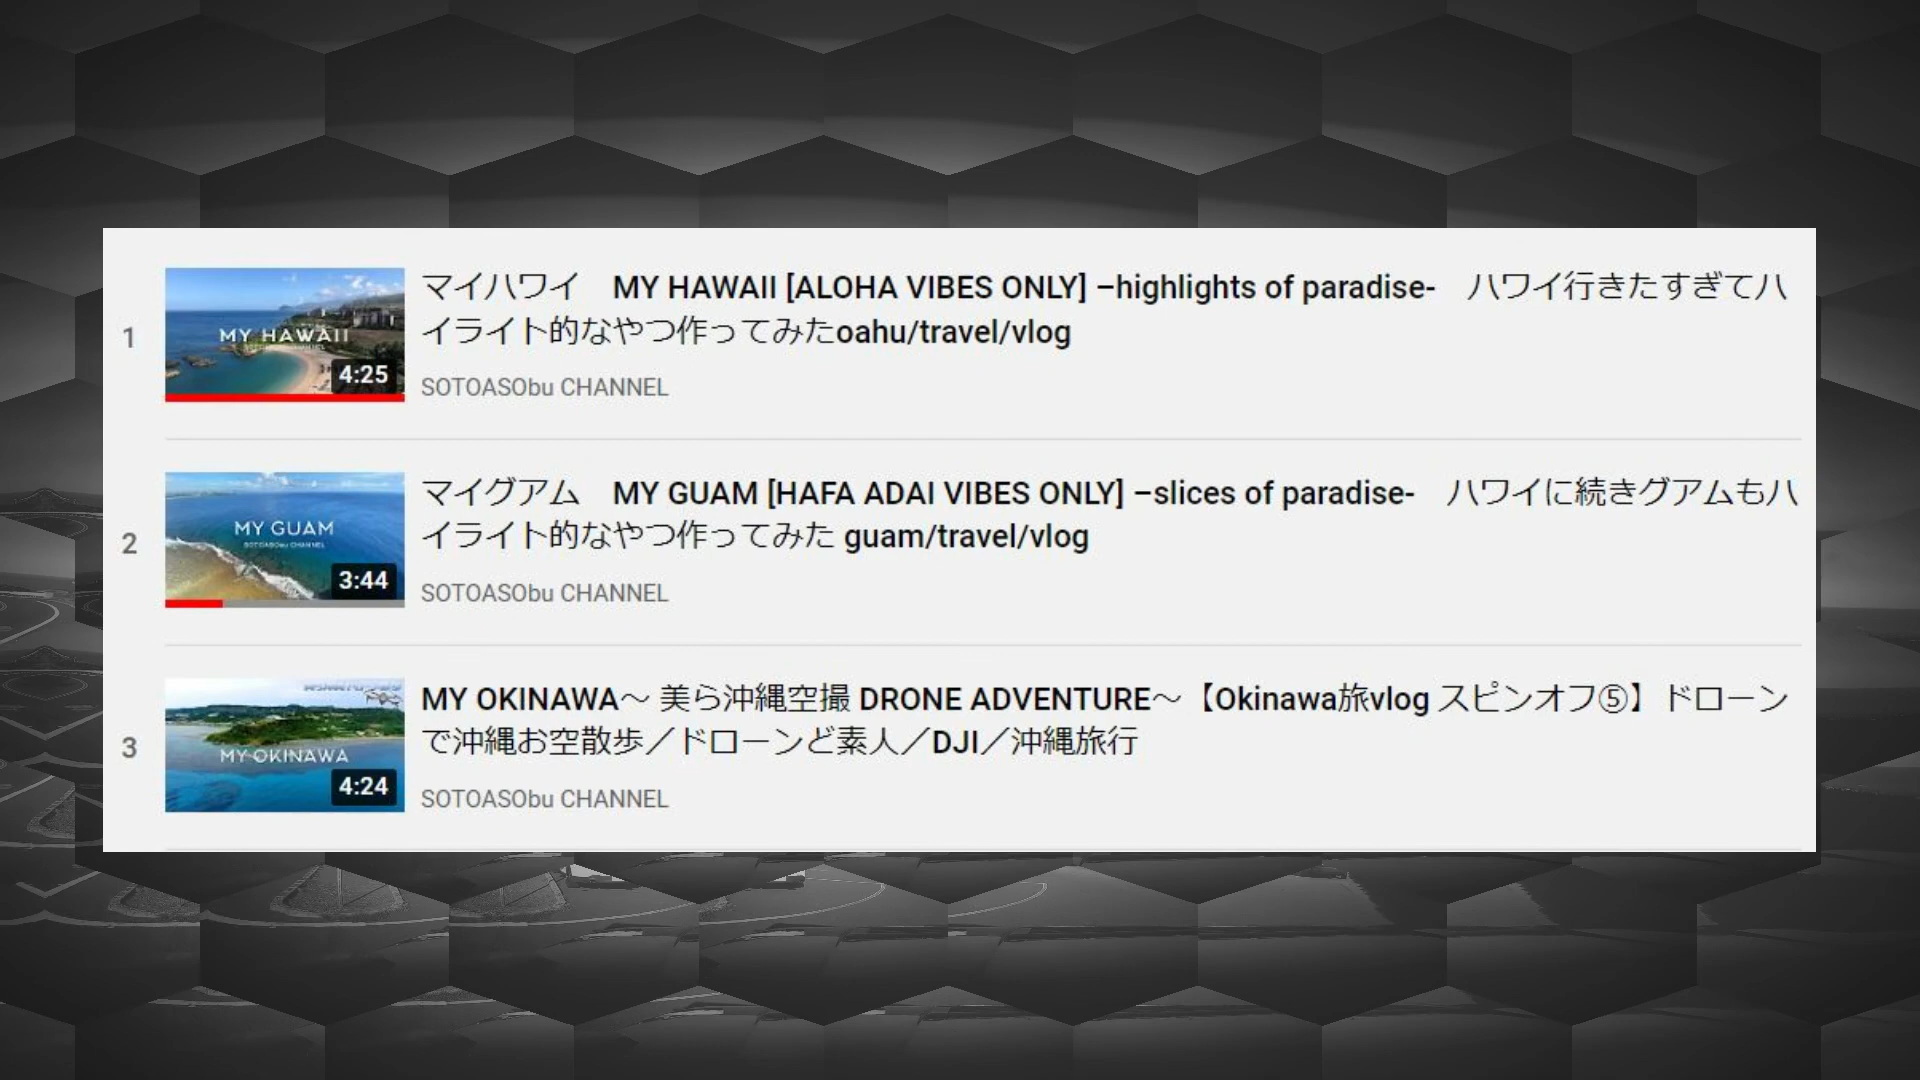 1
MY HAWAII
4:25
マイハワイ　MY HAWAII [ALOHA VIBES ONLY] –highlights of paradise-　ハワイ行きたすぎてハ
イライト的なやつ作ってみたoahu/travel/vlog
SOTOASObu CHANNEL
2
MY GUAM
SOTOASObu CHANNEL
3:44
マイグアム　MY GUAM [HAFA ADAI VIBES ONLY] –slices of paradise-　ハワイに続きグアムもハ
イライト的なやつ作ってみた guam/travel/vlog
SOTOASObu CHANNEL
3
MY OKINAWA
4:24
MY OKINAWA〜 美ら沖縄空撮 DRONE ADVENTURE〜【Okinawa旅vlog スピンオフ⑤】ドローン
で沖縄お空散歩／ドローンど素人／DJI／沖縄旅行
SOTOASObu CHANNEL